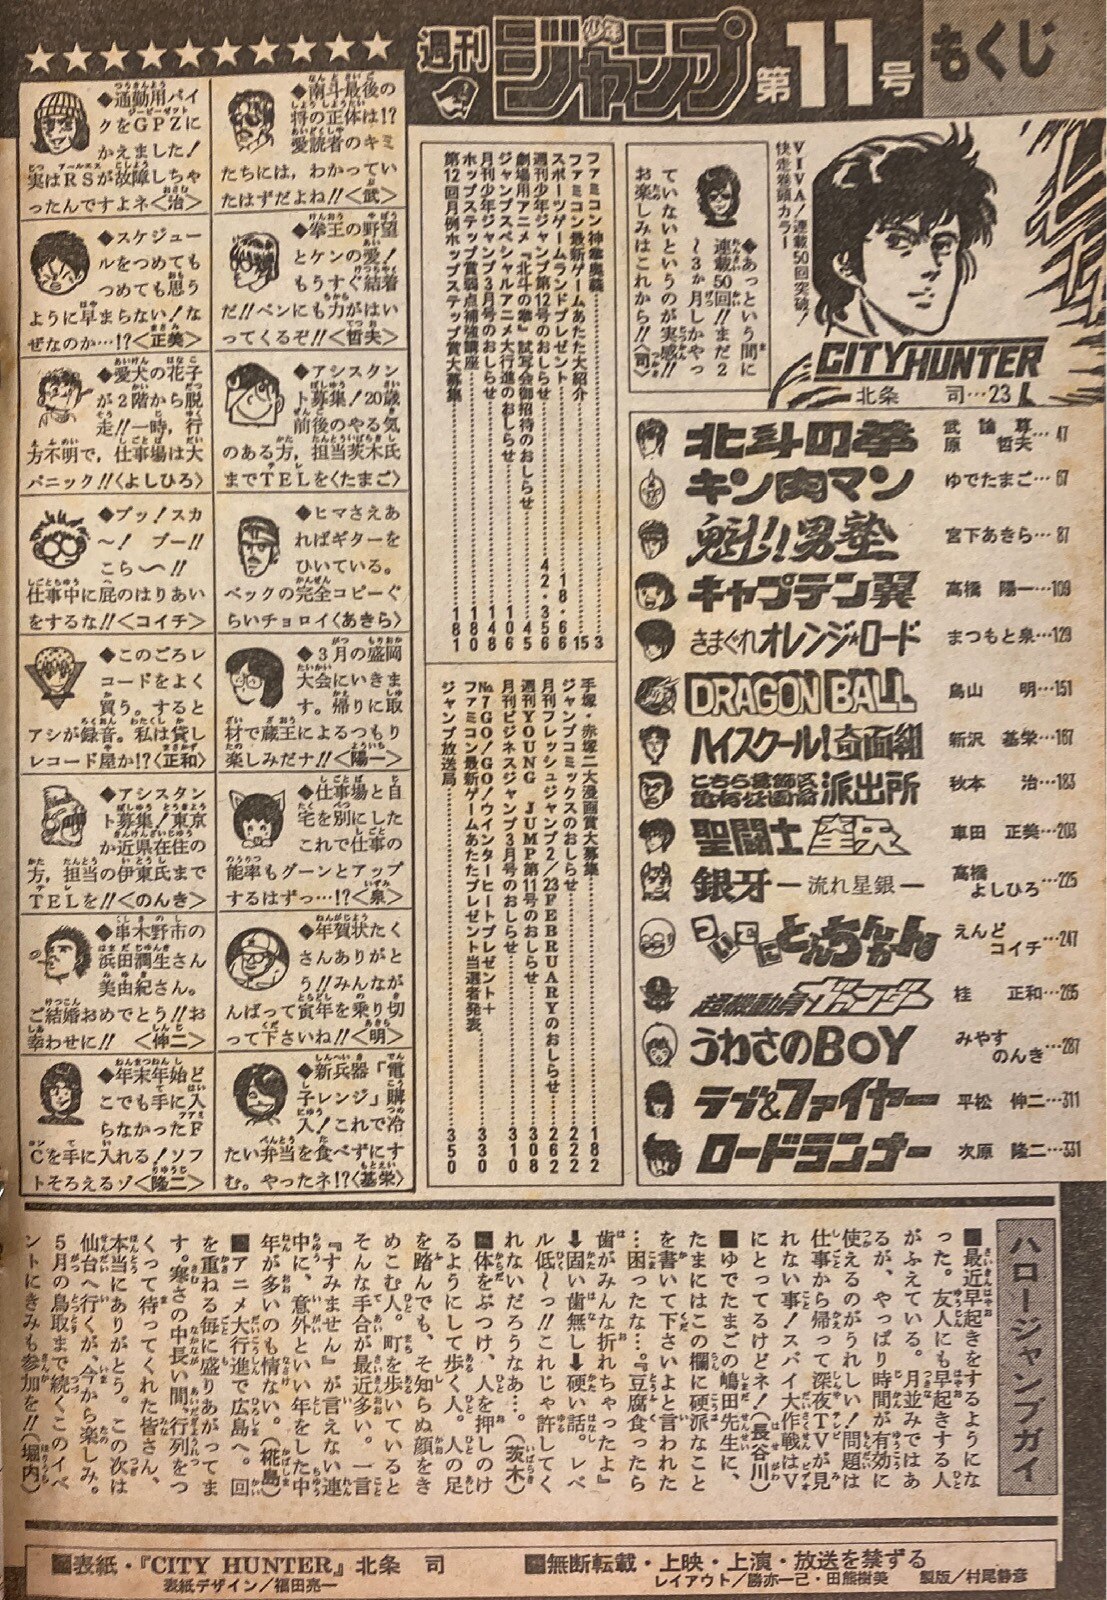 週刊少年ジャンプ第11号もくじ
VIVA!連載50回突破!
快走巻頭カラー
CITY HUNTER
北条 司…23
◆あっという間に
連載50回!!まだ2
〜3か月しかやっ
ていないというのが実感!!
お楽しみはこれから!!〈司〉
北斗の拳 武論尊 原哲夫…47
キン肉マン ゆでたまご…67
魁!!男塾 宮下あきら…87
キャプテン翼 高橋 陽一…109
きまぐれオレンジ★ロード まつもと泉…129
DRAGON BALL 鳥山 明…151
ハイスクール!奇面組 新沢 基栄…167
こちら葛飾区亀有公園前派出所 秋本 治…183
聖闘士星矢 車田 正美…203
銀牙―流れ星銀― 高橋よしひろ…225
ついでにとんちんかん えんどコイチ…247
超機動員ヴァンダー 桂 正和…265
うわさのBOY みやすのんき…287
ラブ&ファイヤー 平松 伸二…311
ロードランナー 次原 隆二…331
ファミコン神拳奥義……3
ファミコン最新ゲームあたた大紹介……15
スポーツゲームランドプレゼント……18・66
週刊少年ジャンプ第12号のおしらせ……42・356
劇場用アニメ『北斗の拳』試写会御招待のおしらせ……45
ジャンプスペシャルアニメ大行進のおしらせ……106
月刊少年ジャンプ3月号のおしらせ……148
ホップステップ賞弱点補強講座……180
第12回月例ホップステップ賞大募集……181
手塚・赤塚二大漫画賞大募集……182
ジャンプコミックスのおしらせ……222
月刊フレッシュジャンプ2/23FEBRUARYのおしらせ……262
週刊YOUNG JUMP第11号のおしらせ……308
月刊ビジネスジャンプ3月号のおしらせ……310
No.7GO!GO!ウインターヒートプレゼント+
ファミコン最新ゲームあたたプレゼント当選者発表……330
ジャンプ放送局……350
◆南斗最後の
将の正体は!?
愛読者のキミ
たちには,わかってい
たはずだよね!!〈武〉
◆拳王の野望
とケンの愛!
もうすぐ結着
だ!!ペンにも力がはい
ってくるぞ!!〈哲夫〉
◆アシスタン
ト募集!20歳
前後のやる気
のある方,担当茨木氏
までTELを〈たまご〉
◆ヒマさえあ
ればギターを
ひいている。
ベックの完全コピーぐ
らいチョロイ〈あきら〉
◆3月の盛岡
大会にいきま
す。帰りに取
材で蔵王によるつもり
楽しみだナ!!〈陽一〉
◆仕事場と自
宅を別にした
これで仕事の
能率もグーンとアップ
するはずっ…!?〈泉〉
◆年賀状たく
さんありがと
う!!みんなが
んばって寅年を乗り切
って下さいね!!〈明〉
◆新兵器「電
子レンジ」購
入!これで冷
たい弁当を食べずにす
む。やったネ!?〈基栄〉
◆通勤用バイ
クをGPZに
かえました!
実はRSが故障しちゃ
ったんですよネ〈治〉
◆スケジュー
ルをつめても
つめても思う
ように早まらない!な
ぜなのか…!?〈正美〉
◆愛犬の花子
が2階から脱
走!!一時,行
方不明で,仕事場は大
パニック!!〈よしひろ〉
◆プッ!スカ
〜!ブー!!
こら〜〜!!
仕事中に屁のはりあい
をするな!!〈コイチ〉
◆このごろレ
コードをよく
買う。すると
アシが録音。私は貸し
レコード屋か!?〈正和〉
◆アシスタン
ト募集!東京
か近県在住の
方,担当の伊東氏まで
TELを!!〈のんき〉
◆串木野市の
浜田潤生さん
美由紀さん。
ご結婚おめでとう!!お
幸わせに!!〈伸二〉
◆年末年始ど
こでも手に入
らなかったF
Cを手に入れる!ソフ
トそろえるゾ〈隆二〉
ハロージャンプガイ
■最近早起きをするようにな
った。友人にも早起きする人
がふえている。月並みではあ
るが、やっぱり時間が有効に
使えるのがうれしい!問題は
仕事から帰って深夜TVが見
れない事!スパイ大作戦はV
にとってるけどネ!(長谷川)
■ゆでたまごの嶋田先生に、
たまにはこの欄に硬派なこと
を書いて下さいよと言われた
…困ったな…。『豆腐食ったら
歯がみんな折れちゃったよ』
➡固い歯無し➡硬い話。レベ
ル低〜っ!!これじゃ許してく
れないだろうなあ…。(茨木)
■体をぶつけ、人を押しのけ
るようにして歩く人。人の足
を踏んでも、そ知らぬ顔をき
めこむ人。町を歩いていると
そんな手合が最近多い。一言
『すみません』が言えない連
中に、意外といい年をした中
年が多いのも情ない。(椛島)
■アニメ大行進で広島へ。回
を重ねる毎に盛りあがってま
す。寒さの中長い間、行列をつ
くって待ってくれた皆さん、
本当にありがとう。この次は
仙台へ行くが、今から楽しみ。
5月の鳥取まで続くこのイベ
ントにきみも参加を!!(堀内)
■表紙・『CITY HUNTER』北条 司
表紙デザイン/福田亮一
■無断転載・上映・上演・放送を禁ずる
レイアウト/勝亦一己・田熊樹美 製版/村尾静彦